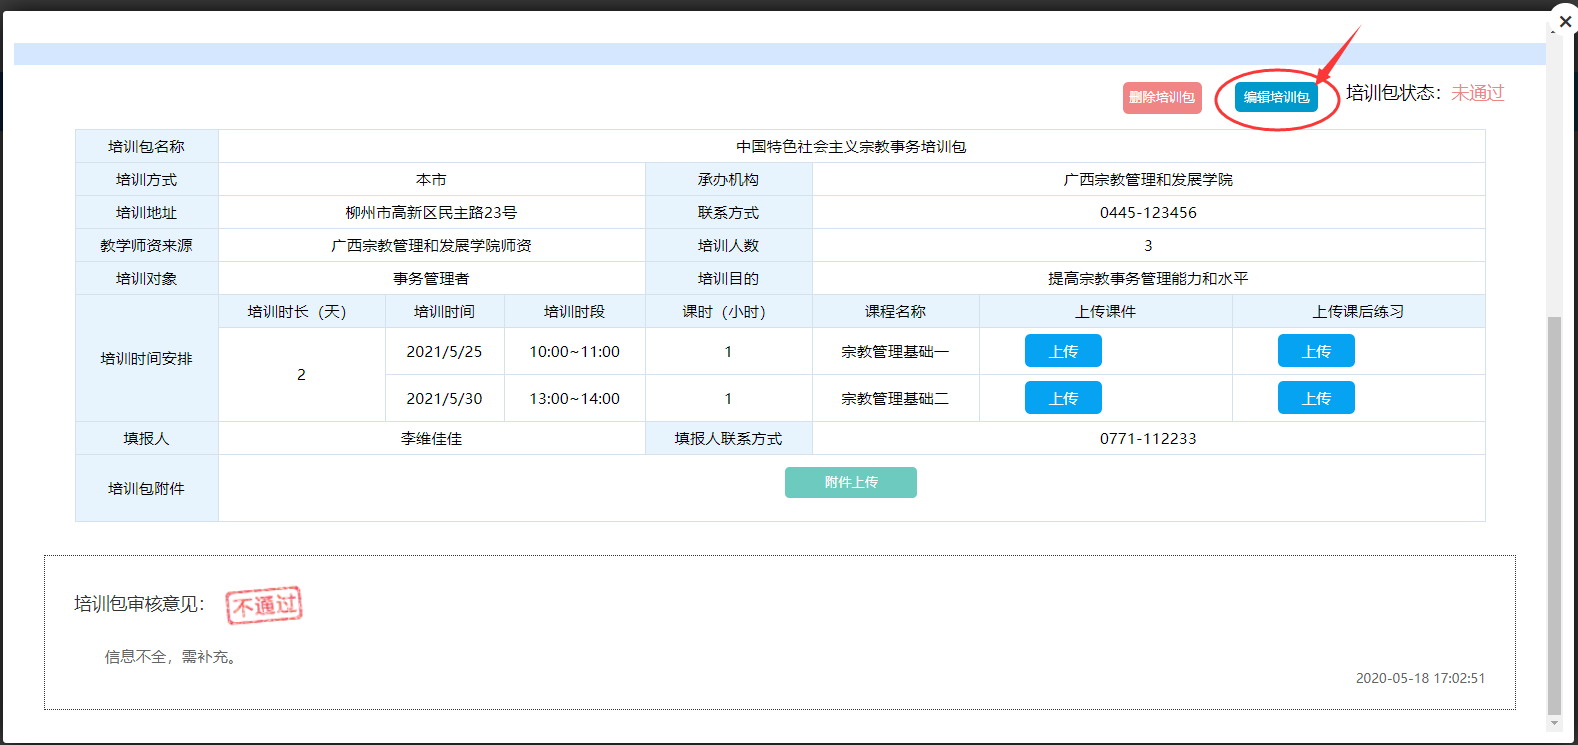 删除培训包 编辑培训包 培训包状态：未通过
培训包名称 中国特色社会主义宗教事务培训包
培训方式 本市 承办机构 广西宗教管理和发展学院
培训地址 柳州市高新区民主路23号 联系方式 0445-123456
教学师资来源 广西宗教管理和发展学院师资 培训人数 3
培训对象 事务管理者 培训目的 提高宗教事务管理能力和水平
培训时间安排 培训时长（天） 培训时间 培训时段 课时（小时） 课程名称 上传课件 上传课后练习
2 2021/5/25 10:00~11:00 1 宗教管理基础一 上传 上传
2021/5/30 13:00~14:00 1 宗教管理基础二 上传 上传
填报人 李维佳佳 填报人联系方式 0771-112233
培训包附件 附件上传
培训包审核意见： 不通过
信息不全，需补充。
2020-05-18 17:02:51